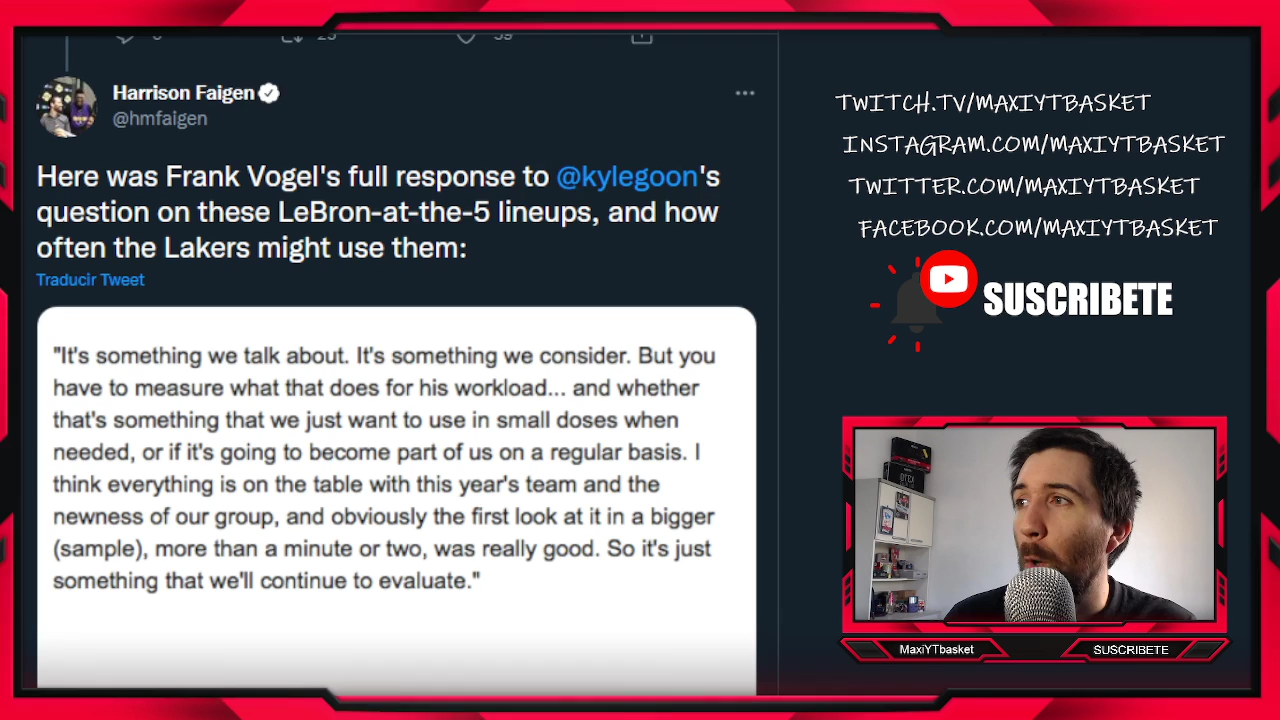 Harrison Faigen
@hmfaigen
Here was Frank Vogel's full response to @kylegoon's
question on these LeBron-at-the-5 lineups, and how
often the Lakers might use them:
Traducir Tweet
"It's something we talk about. It's something we consider. But you
have to measure what that does for his workload... and whether
that's something that we just want to use in small doses when
needed, or if it's going to become part of us on a regular basis. I
think everything is on the table with this year's team and the
newness of our group, and obviously the first look at it in a bigger
(sample), more than a minute or two, was really good. So it's just
something that we'll continue to evaluate."
TWITCH.TV/MAXIYTBASKET
INSTAGRAM.COM/MAXIYTBASKET
TWITTER.COM/MAXIYTBASKET
FACEBOOK.COM/MAXIYTBASKET
SUSCRIBETE
MaxiYTbasket
SUSCRIBETE